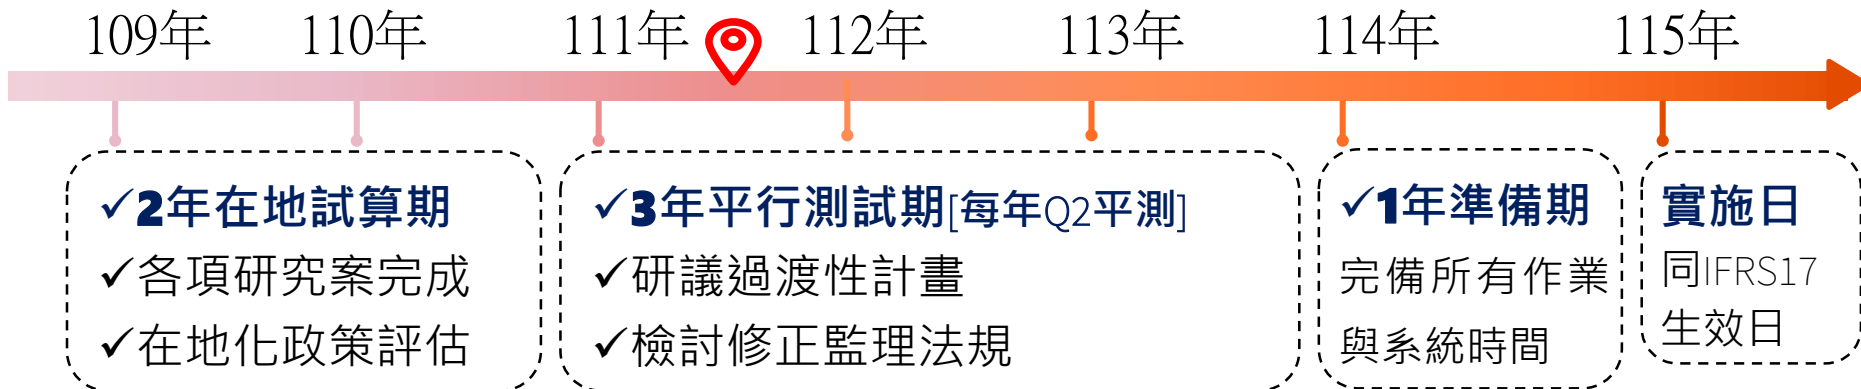 109年 110年 111年 112年 113年 114年 115年
✓2年在地試算期
✓各項研究案完成
✓在地化政策評估
✓3年平行測試期[每年Q2平測]
✓研議過渡性計畫
✓檢討修正監理法規
✓1年準備期
完備所有作業
與系統時間
實施日
同IFRS17
生效日